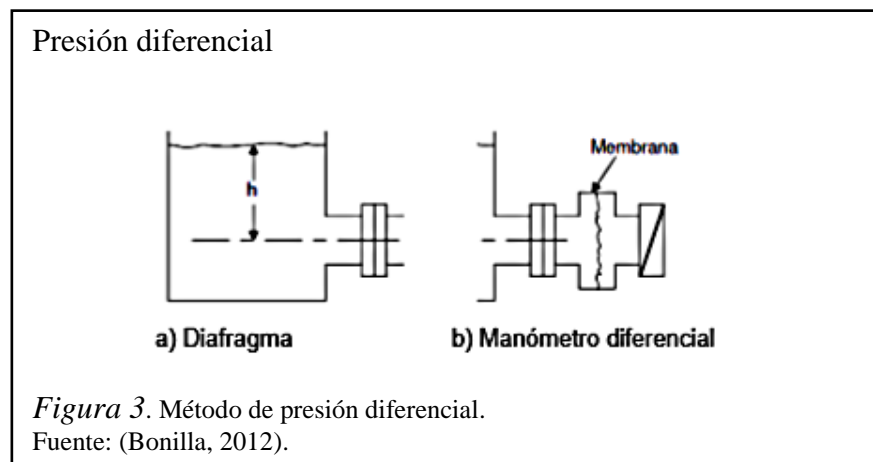 Presión diferencial
h
Membrana
a) Diafragma
b) Manómetro diferencial
Figura 3. Método de presión diferencial.
Fuente: (Bonilla, 2012).